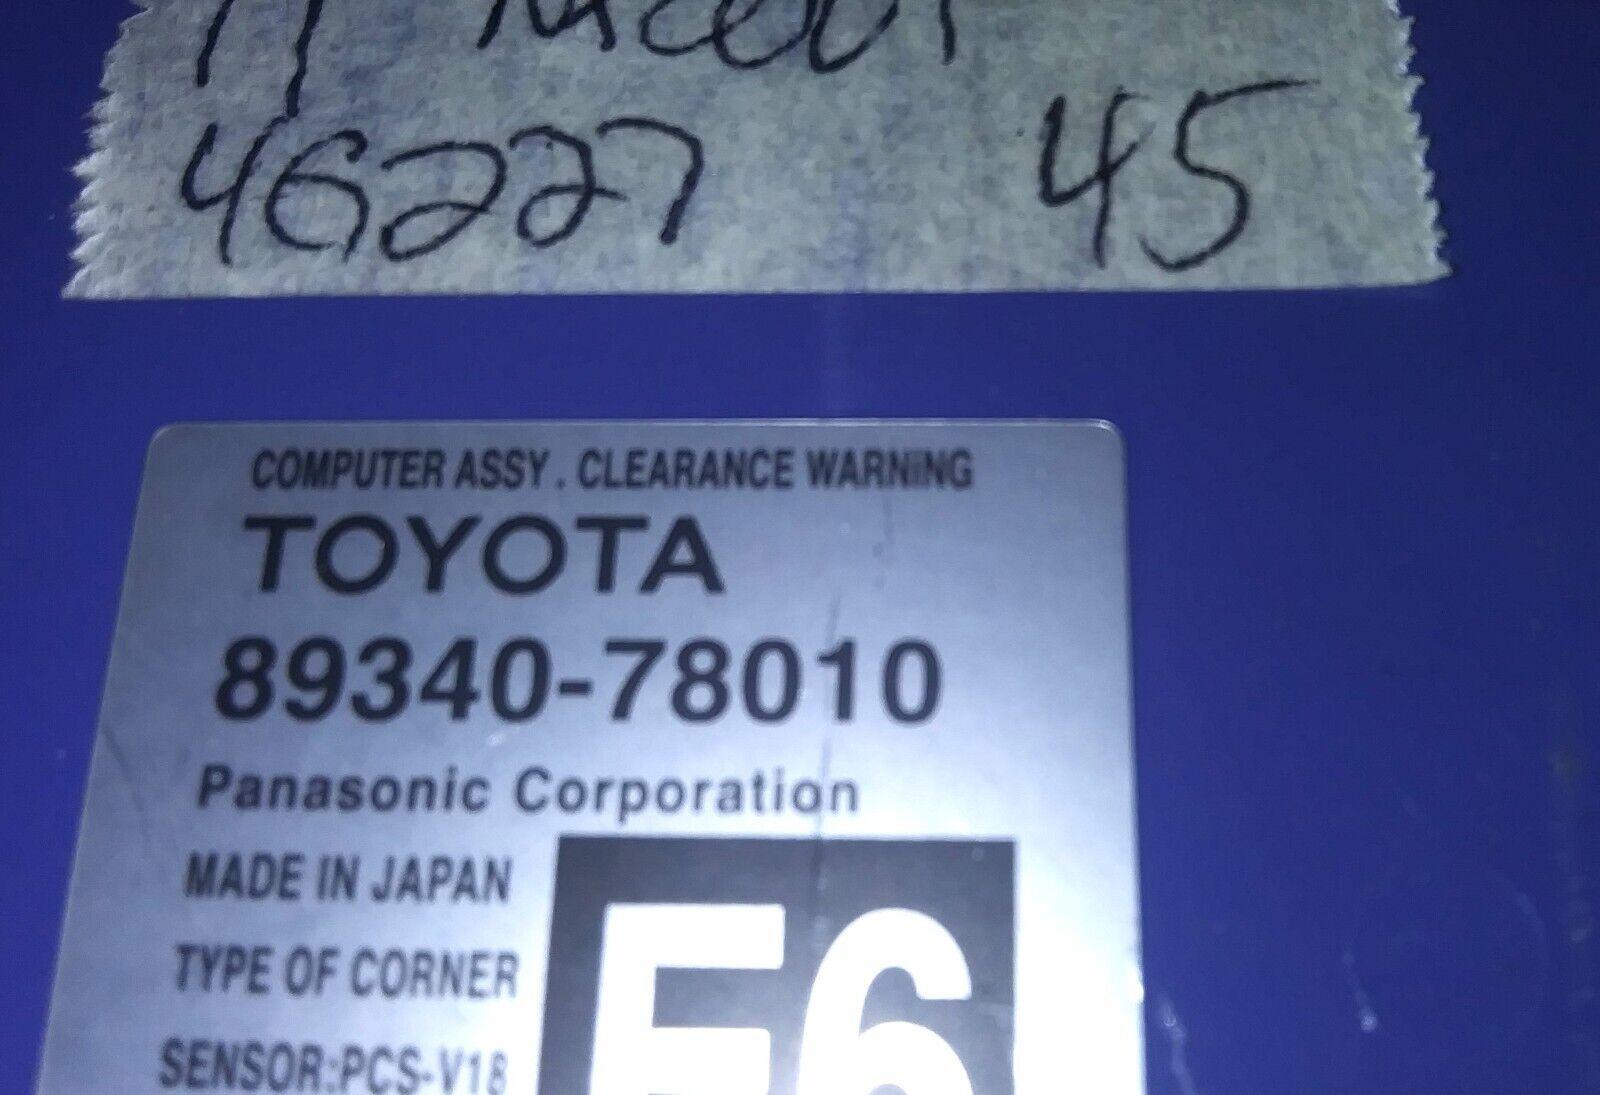 46227 45
COMPUTER ASSY. CLEARANCE WARNING
TOYOTA
89340-78010
Panasonic Corporation
MADE IN JAPAN
TYPE OF CORNER
SENSOR:PCS-V18